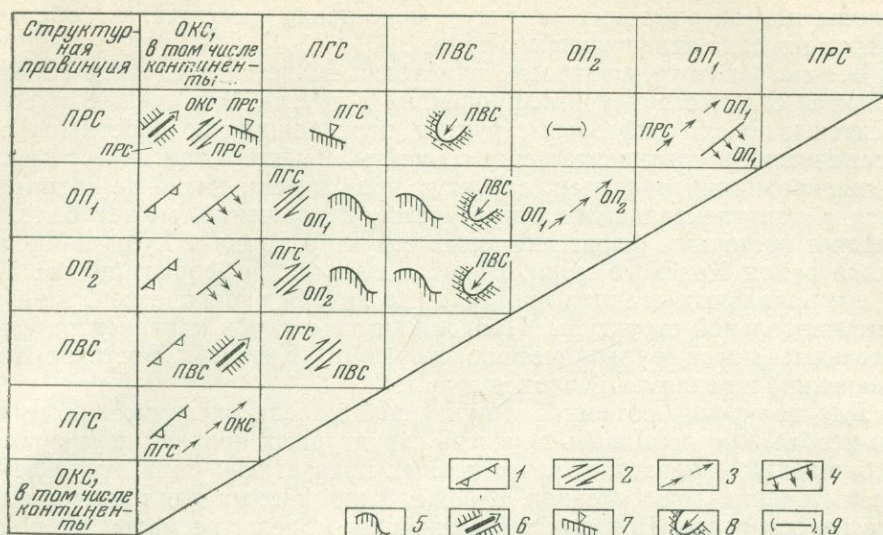 Структур-
ная
провинция
ОКС,
в том числе
континен-
ты
ПГС
ПВС
ОП2
ОП1
ПРС
ПРС
ПРС
ОКС
ПРС
ПРС
ПГС
ПВС
(—)
ПРС
ОП1
ОП1
ОП1
ПГС
ОП1
ПВС
ОП1
ОП2
ОП2
ПГС
ОП2
ПВС
ПВС
ПВС
ПГС
ПВС
ПГС
ПГС
ОКС
ОКС,
в том числе
континен-
ты
1
2
3
4
5
6
7
8
(—) 9